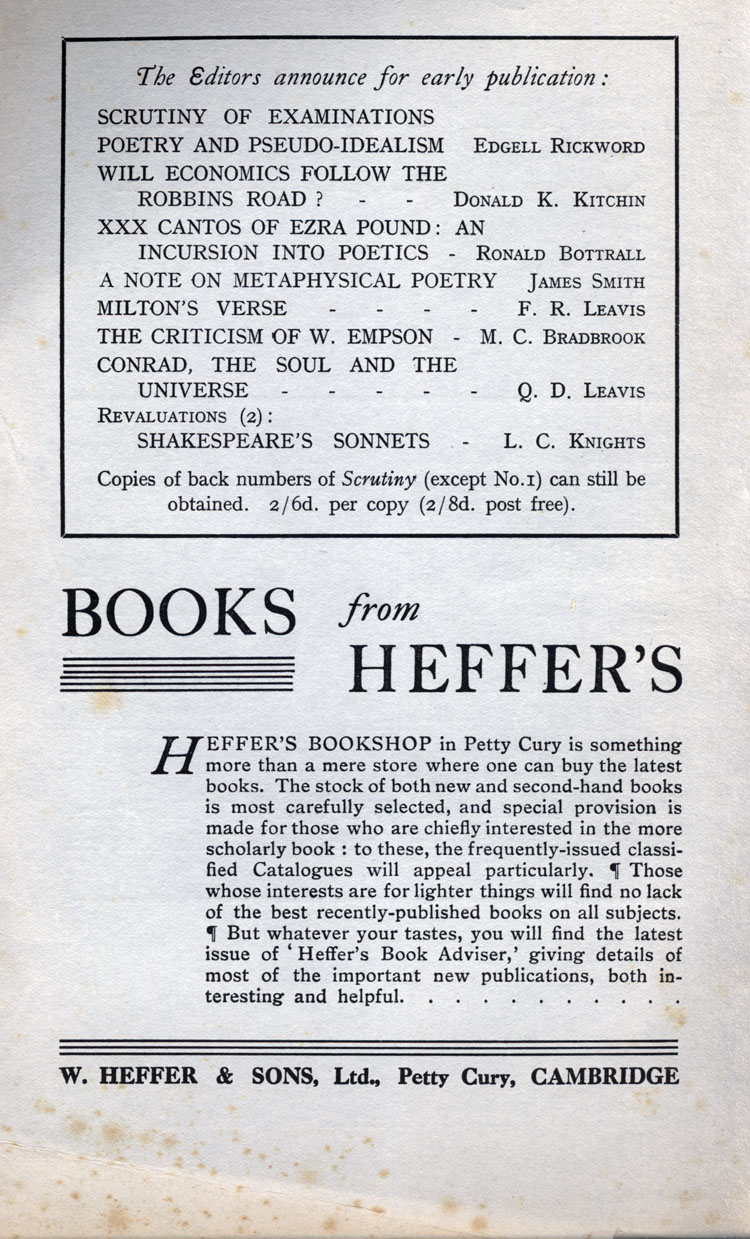 The Editors announce for early publication :
SCRUTINY OF EXAMINATIONS
POETRY AND PSEUDO-IDEALISM EDGELL RICKWORD
WILL ECONOMICS FOLLOW THE
ROBBINS ROAD ? - - DONALD K. KITCHIN
XXX CANTOS OF EZRA POUND : AN
INCURSION INTO POETICS - RONALD BOTTRALL
A NOTE ON METAPHYSICAL POETRY JAMES SMITH
MILTON'S VERSE - - - - F. R. LEAVIS
THE CRITICISM OF W. EMPSON - M. C. BRADBROOK
CONRAD, THE SOUL AND THE
UNIVERSE - - - - - Q. D. LEAVIS
REVALUATIONS (2) :
SHAKESPEARE'S SONNETS - L. C. KNIGHTS
Copies of back numbers of Scrutiny (except No.1) can still be
obtained. 2/6d. per copy (2/8d. post free).
BOOKS from
HEFFER'S
HEFFER'S BOOKSHOP in Petty Cury is something
more than a mere store where one can buy the latest
books. The stock of both new and second-hand books
is most carefully selected, and special provision is
made for those who are chiefly interested in the more
scholarly book : to these, the frequently-issued classi-
fied Catalogues will appeal particularly. ¶ Those
whose interests are for lighter things will find no lack
of the best recently-published books on all subjects.
¶ But whatever your tastes, you will find the latest
issue of ‘ Heffer's Book Adviser,’ giving details of
most of the important new publications, both in-
teresting and helpful. . . . . . . . . . . .
W. HEFFER & SONS, Ltd., Petty Cury, CAMBRIDGE